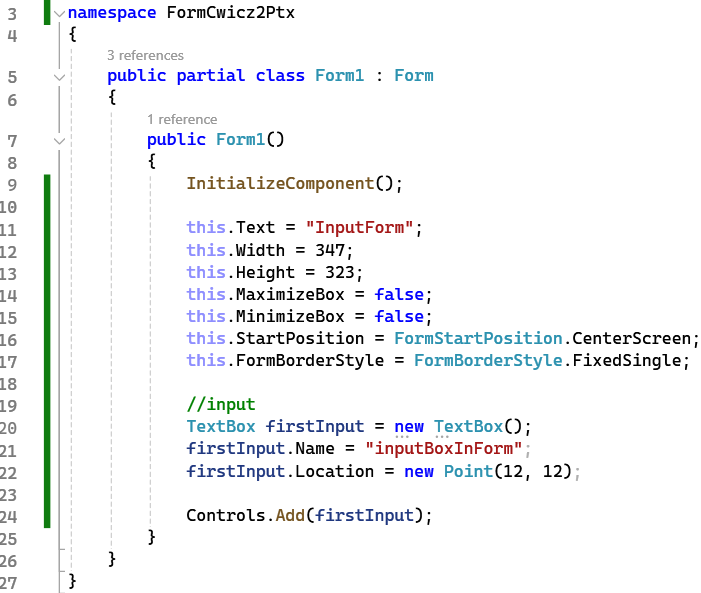 3 namespace FormCwicz2Ptx
4 {
3 references
5 public partial class Form1 : Form
6 {
1 reference
7 public Form1()
8 {
9 InitializeComponent();
10
11 this.Text = "InputForm";
12 this.Width = 347;
13 this.Height = 323;
14 this.MaximizeBox = false;
15 this.MinimizeBox = false;
16 this.StartPosition = FormStartPosition.CenterScreen;
17 this.FormBorderStyle = FormBorderStyle.FixedSingle;
18
19 //input
20 TextBox firstInput = new TextBox();
21 firstInput.Name = "inputBoxInForm";
22 firstInput.Location = new Point(12, 12);
23
24 Controls.Add(firstInput);
25 }
26 }
27 }